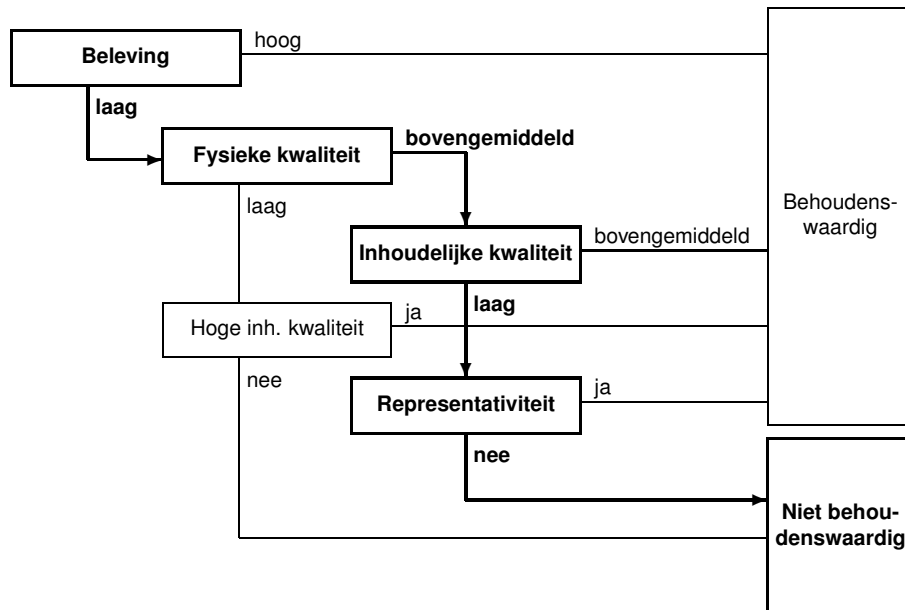 hoog
Beleving
laag
bovengemiddeld
Fysieke kwaliteit
laag
Behoudens-
waardig
bovengemiddeld
Inhoudelijke kwaliteit
laag
ja
Hoge inh. kwaliteit
nee
ja
Representativiteit
nee
Niet behou-
denswaardig